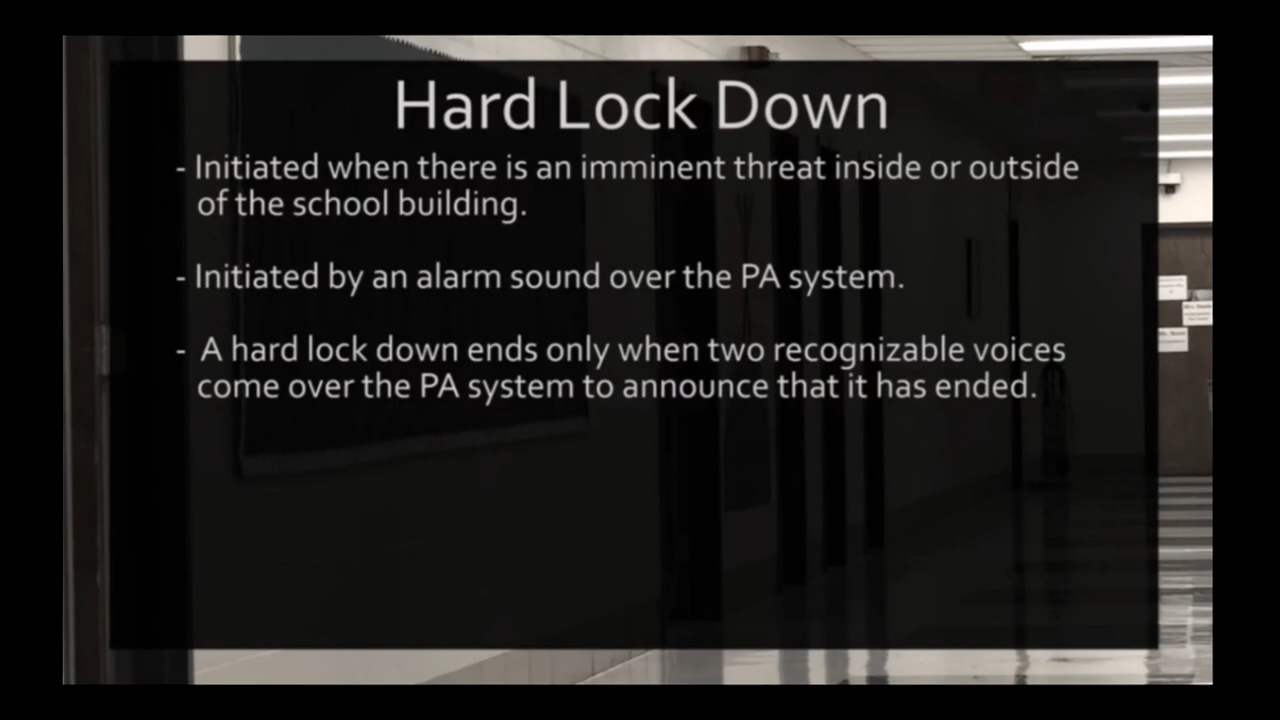 Hard Lock Down
- Initiated when there is an imminent threat inside or outside
of the school building.
- Initiated by an alarm sound over the PA system.
- A hard lock down ends only when two recognizable voices
come over the PA system to announce that it has ended.